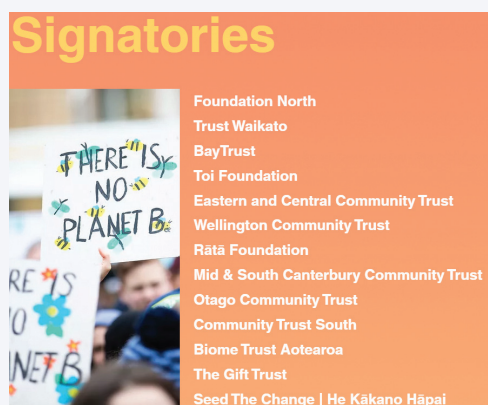 Signatories
THERE IS
NO
PLANET B
RE IS
O
NET B
Foundation North
Trust Waikato
BayTrust
Toi Foundation
Eastern and Central Community Trust
Wellington Community Trust
Rātā Foundation
Mid & South Canterbury Community Trust
Otago Community Trust
Community Trust South
Biome Trust Aotearoa
The Gift Trust
Seed The Change | He Kākano Hāpai